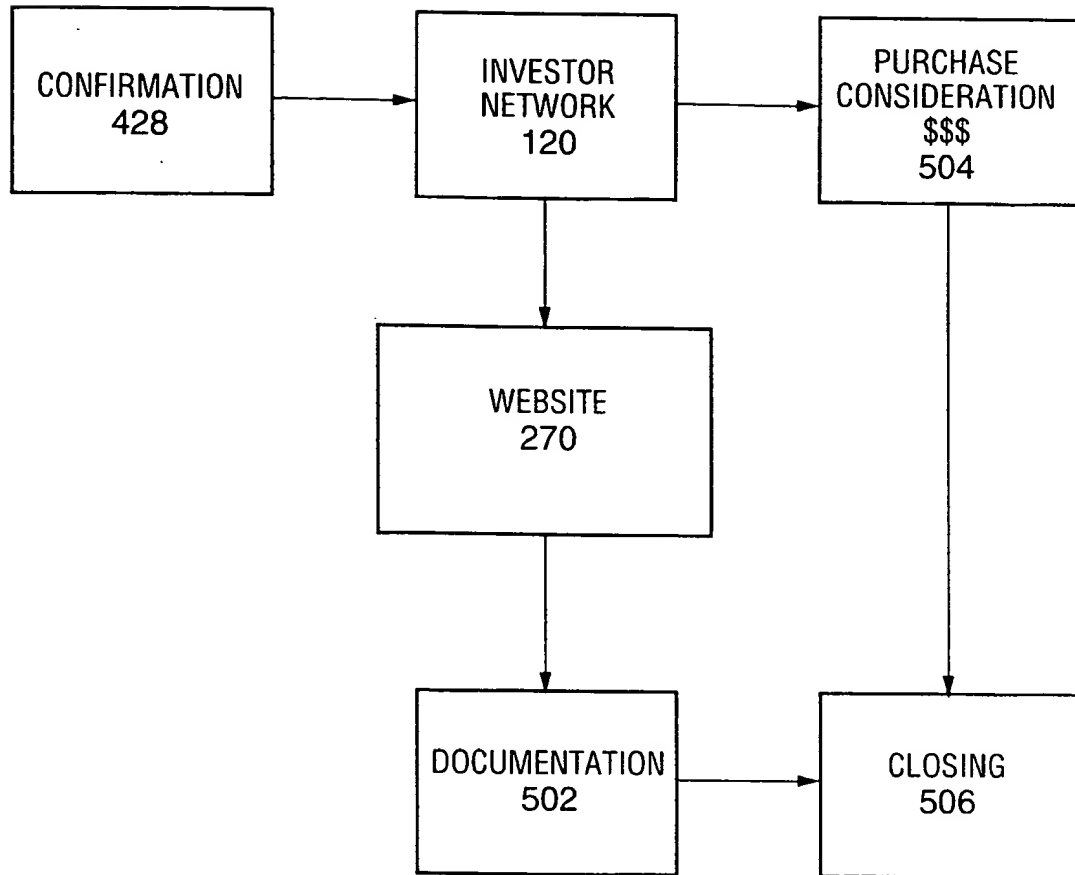 CONFIRMATION
428
INVESTOR
NETWORK
120
PURCHASE
CONSIDERATION
$$$
504
WEBSITE
270
DOCUMENTATION
502
CLOSING
506